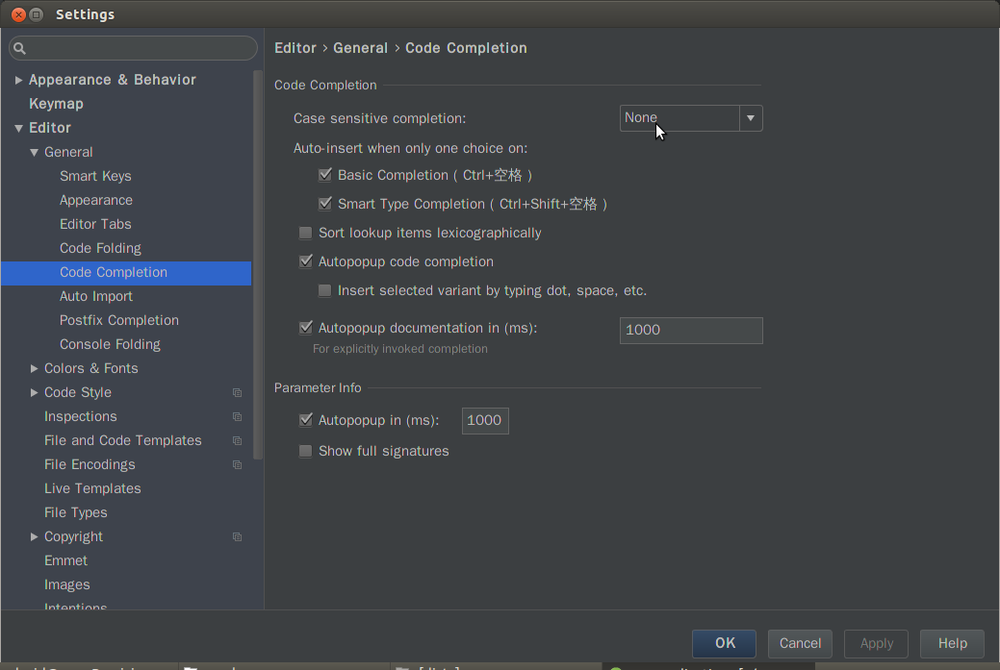 Settings
Appearance & Behavior
Keymap
Editor
General
Smart Keys
Appearance
Editor Tabs
Code Folding
Code Completion
Auto Import
Postfix Completion
Console Folding
Colors & Fonts
Code Style
Inspections
File and Code Templates
File Encodings
Live Templates
File Types
Copyright
Emmet
Images
Intentions
Editor › General › Code Completion
Code Completion
Case sensitive completion: None
Auto-insert when only one choice on:
Basic Completion ( Ctrl+空格 )
Smart Type Completion ( Ctrl+Shift+空格 )
Sort lookup items lexicographically
Autopopup code completion
Insert selected variant by typing dot, space, etc.
Autopopup documentation in (ms): 1000
For explicitly invoked completion
Parameter Info
Autopopup in (ms): 1000
Show full signatures
OK Cancel Apply Help